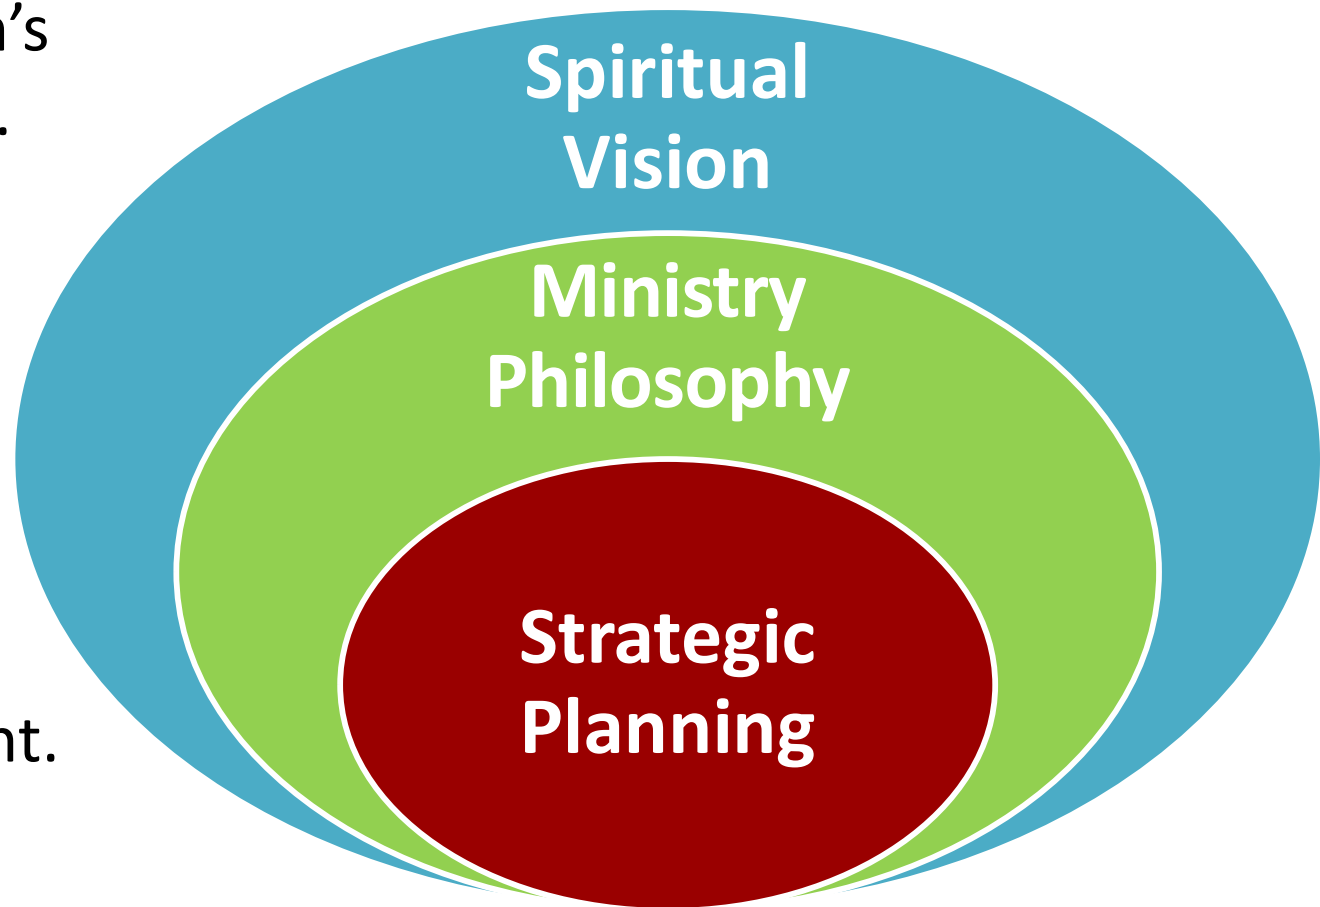 's
.
Spiritual
Vision
Ministry
Philosophy
Strategic
Planning
nt.